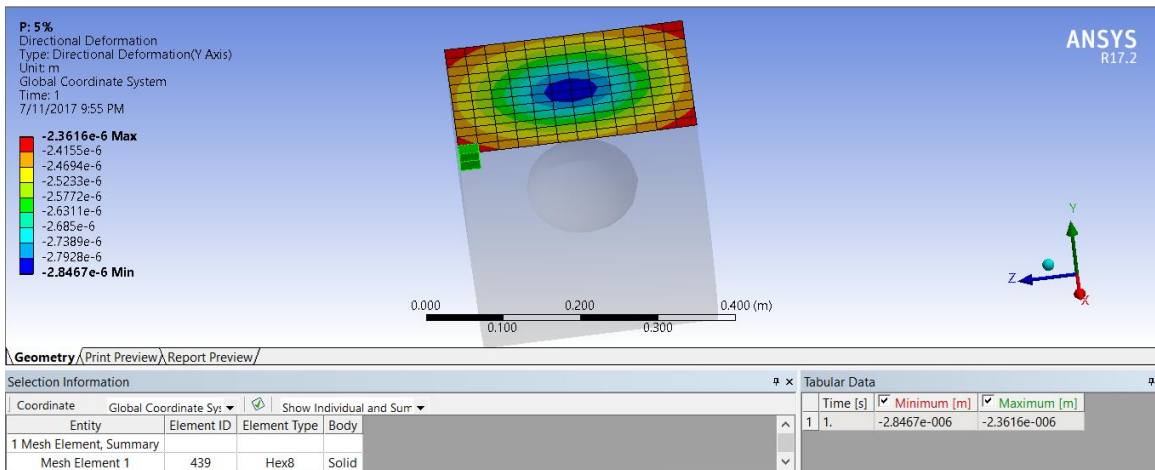 P: 5%
Directional Deformation
Type: Directional Deformation(Y Axis)
Unit: m
Global Coordinate System
Time: 1
7/11/2017 9:55 PM
-2.3616e-6 Max
-2.4155e-6
-2.4694e-6
-2.5233e-6
-2.5772e-6
-2.6311e-6
-2.685e-6
-2.7389e-6
-2.7928e-6
-2.8467e-6 Min
ANSYS
R17.2
Y
Z
X
0.000 0.200 0.400 (m)
0.100 0.300
Geometry Print Preview Report Preview
Selection Information
Coordinate Global Coordinate Sys Show Individual and Sum
Entity Element ID Element Type Body
1 Mesh Element, Summary
Mesh Element 1 439 Hex8 Solid
Tabular Data
Time [s] Minimum [m] Maximum [m]
1 1. -2.8467e-006 -2.3616e-006